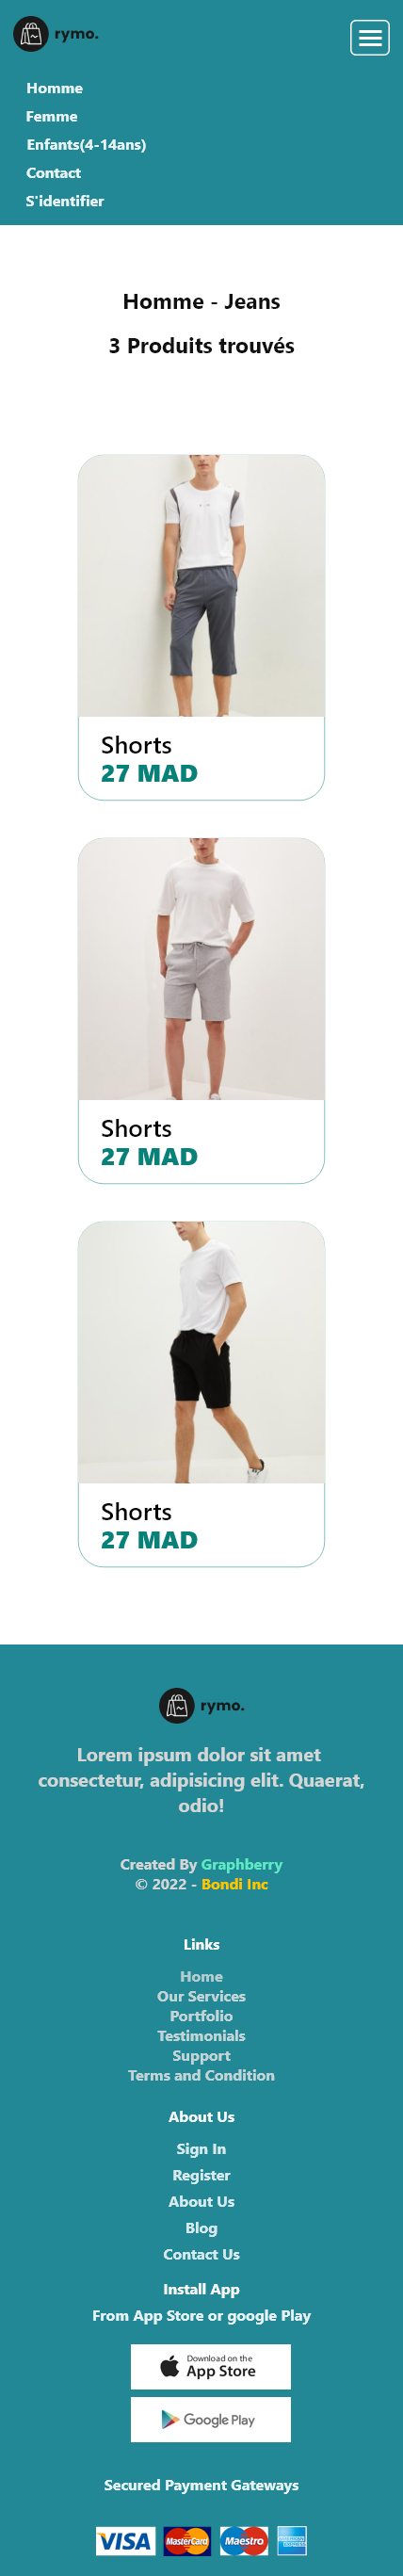 rymo.
Homme
Femme
Enfants(4-14ans)
Contact
S'identifier
Homme - Jeans
3 Produits trouvés
Shorts
27 MAD
Shorts
27 MAD
Shorts
27 MAD
rymo.
Lorem ipsum dolor sit amet
consectetur, adipisicing elit. Quaerat,
odio!
Created By Graphberry
© 2022 - Bondi Inc
Links
Home
Our Services
Portfolio
Testimonials
Support
Terms and Condition
About Us
Sign In
Register
About Us
Blog
Contact Us
Install App
From App Store or google Play
Download on the
App Store
Google Play
Secured Payment Gateways
VISA MasterCard Maestro